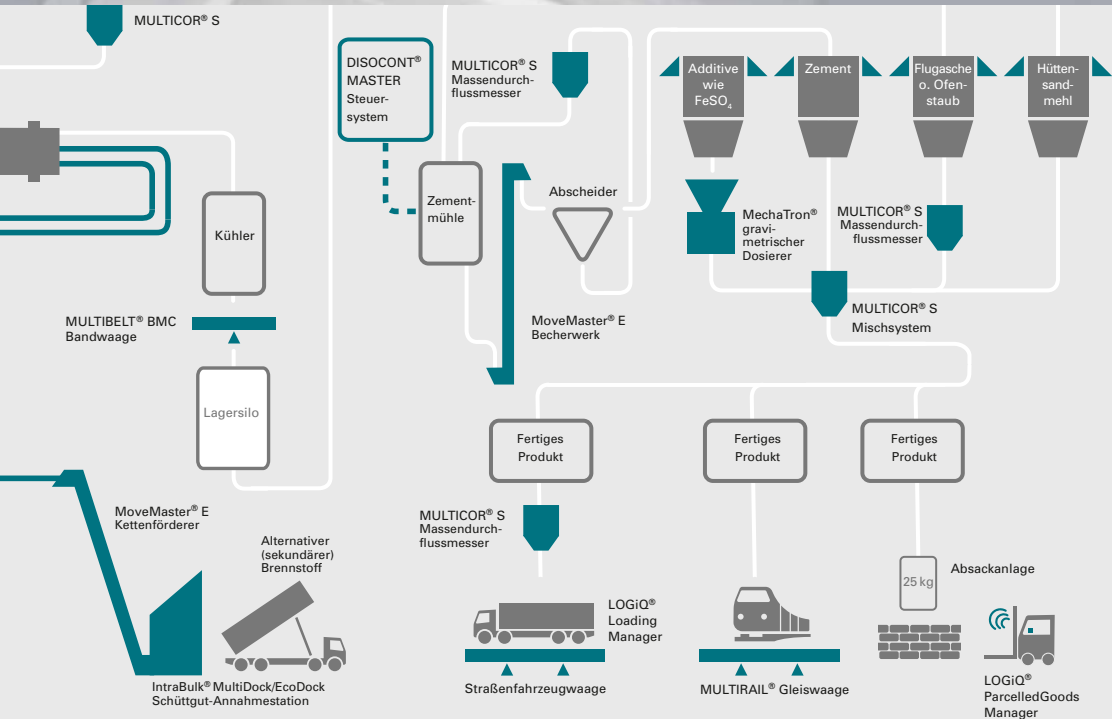 MULTICOR® S
DISOCONT®
MASTER
Steuer-
system
MULTICOR® S
Massendurch-
flussmesser
Additive
wie
FeSO₄
Zement
Flugasche
o. Ofen-
staub
Hütten-
sand-
mehl
Kühler
Zement-
mühle
Abscheider
MechaTron®
gravi-
metrischer
Dosierer
MULTICOR® S
Massendurch-
flussmesser
MULTIBELT® BMC
Bandwaage
MoveMaster® E
Becherwerk
MULTICOR® S
Mischsystem
Lagersilo
Fertiges
Produkt
Fertiges
Produkt
Fertiges
Produkt
MoveMaster® E
Kettenförderer
MULTICOR® S
Massendurch-
flussmesser
Alternativer
(sekundärer)
Brennstoff
25 kg
Absackanlage
LOGiQ®
Loading
Manager
IntraBulk® MultiDock/EcoDock
Schüttgut-Annahmestation
Straßenfahrzeugwaage
MULTIRAIL® Gleiswaage
LOGiQ®
ParcelledGoods
Manager